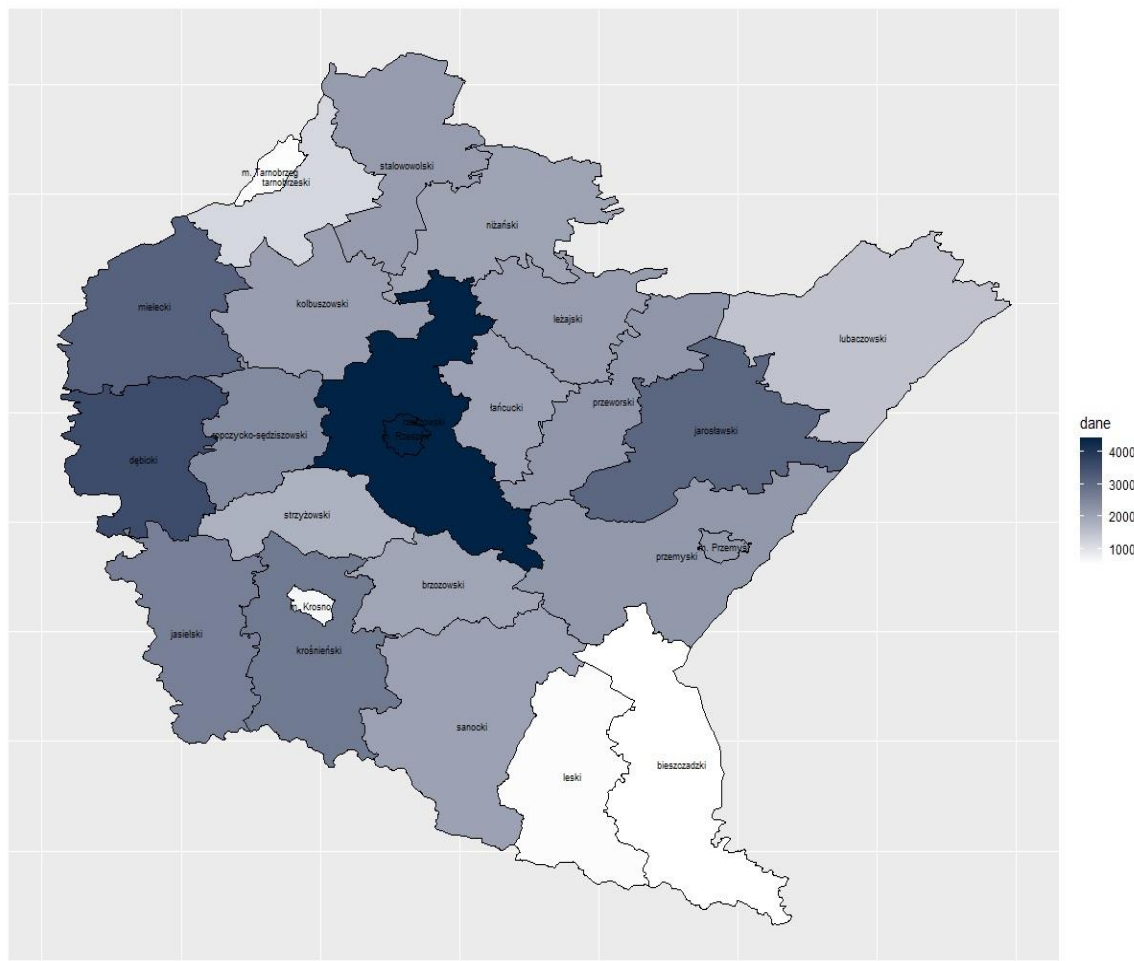 stalowowolski
m. Tarnobrzeg
tarnobrzeski
niżański
mielecki
kolbuszowski
leżajski
lubaczowski
łańcucki
przeworski
rzeszowski
m. Rzeszów
jarosławski
ropczycko-sędziszowski
dębicki
strzyżowski
przemyski
m. Przemyśl
brzozowski
m. Krosno
jasielski
krośnieński
sanocki
leski
bieszczadzki
dane
4000
3000
2000
1000